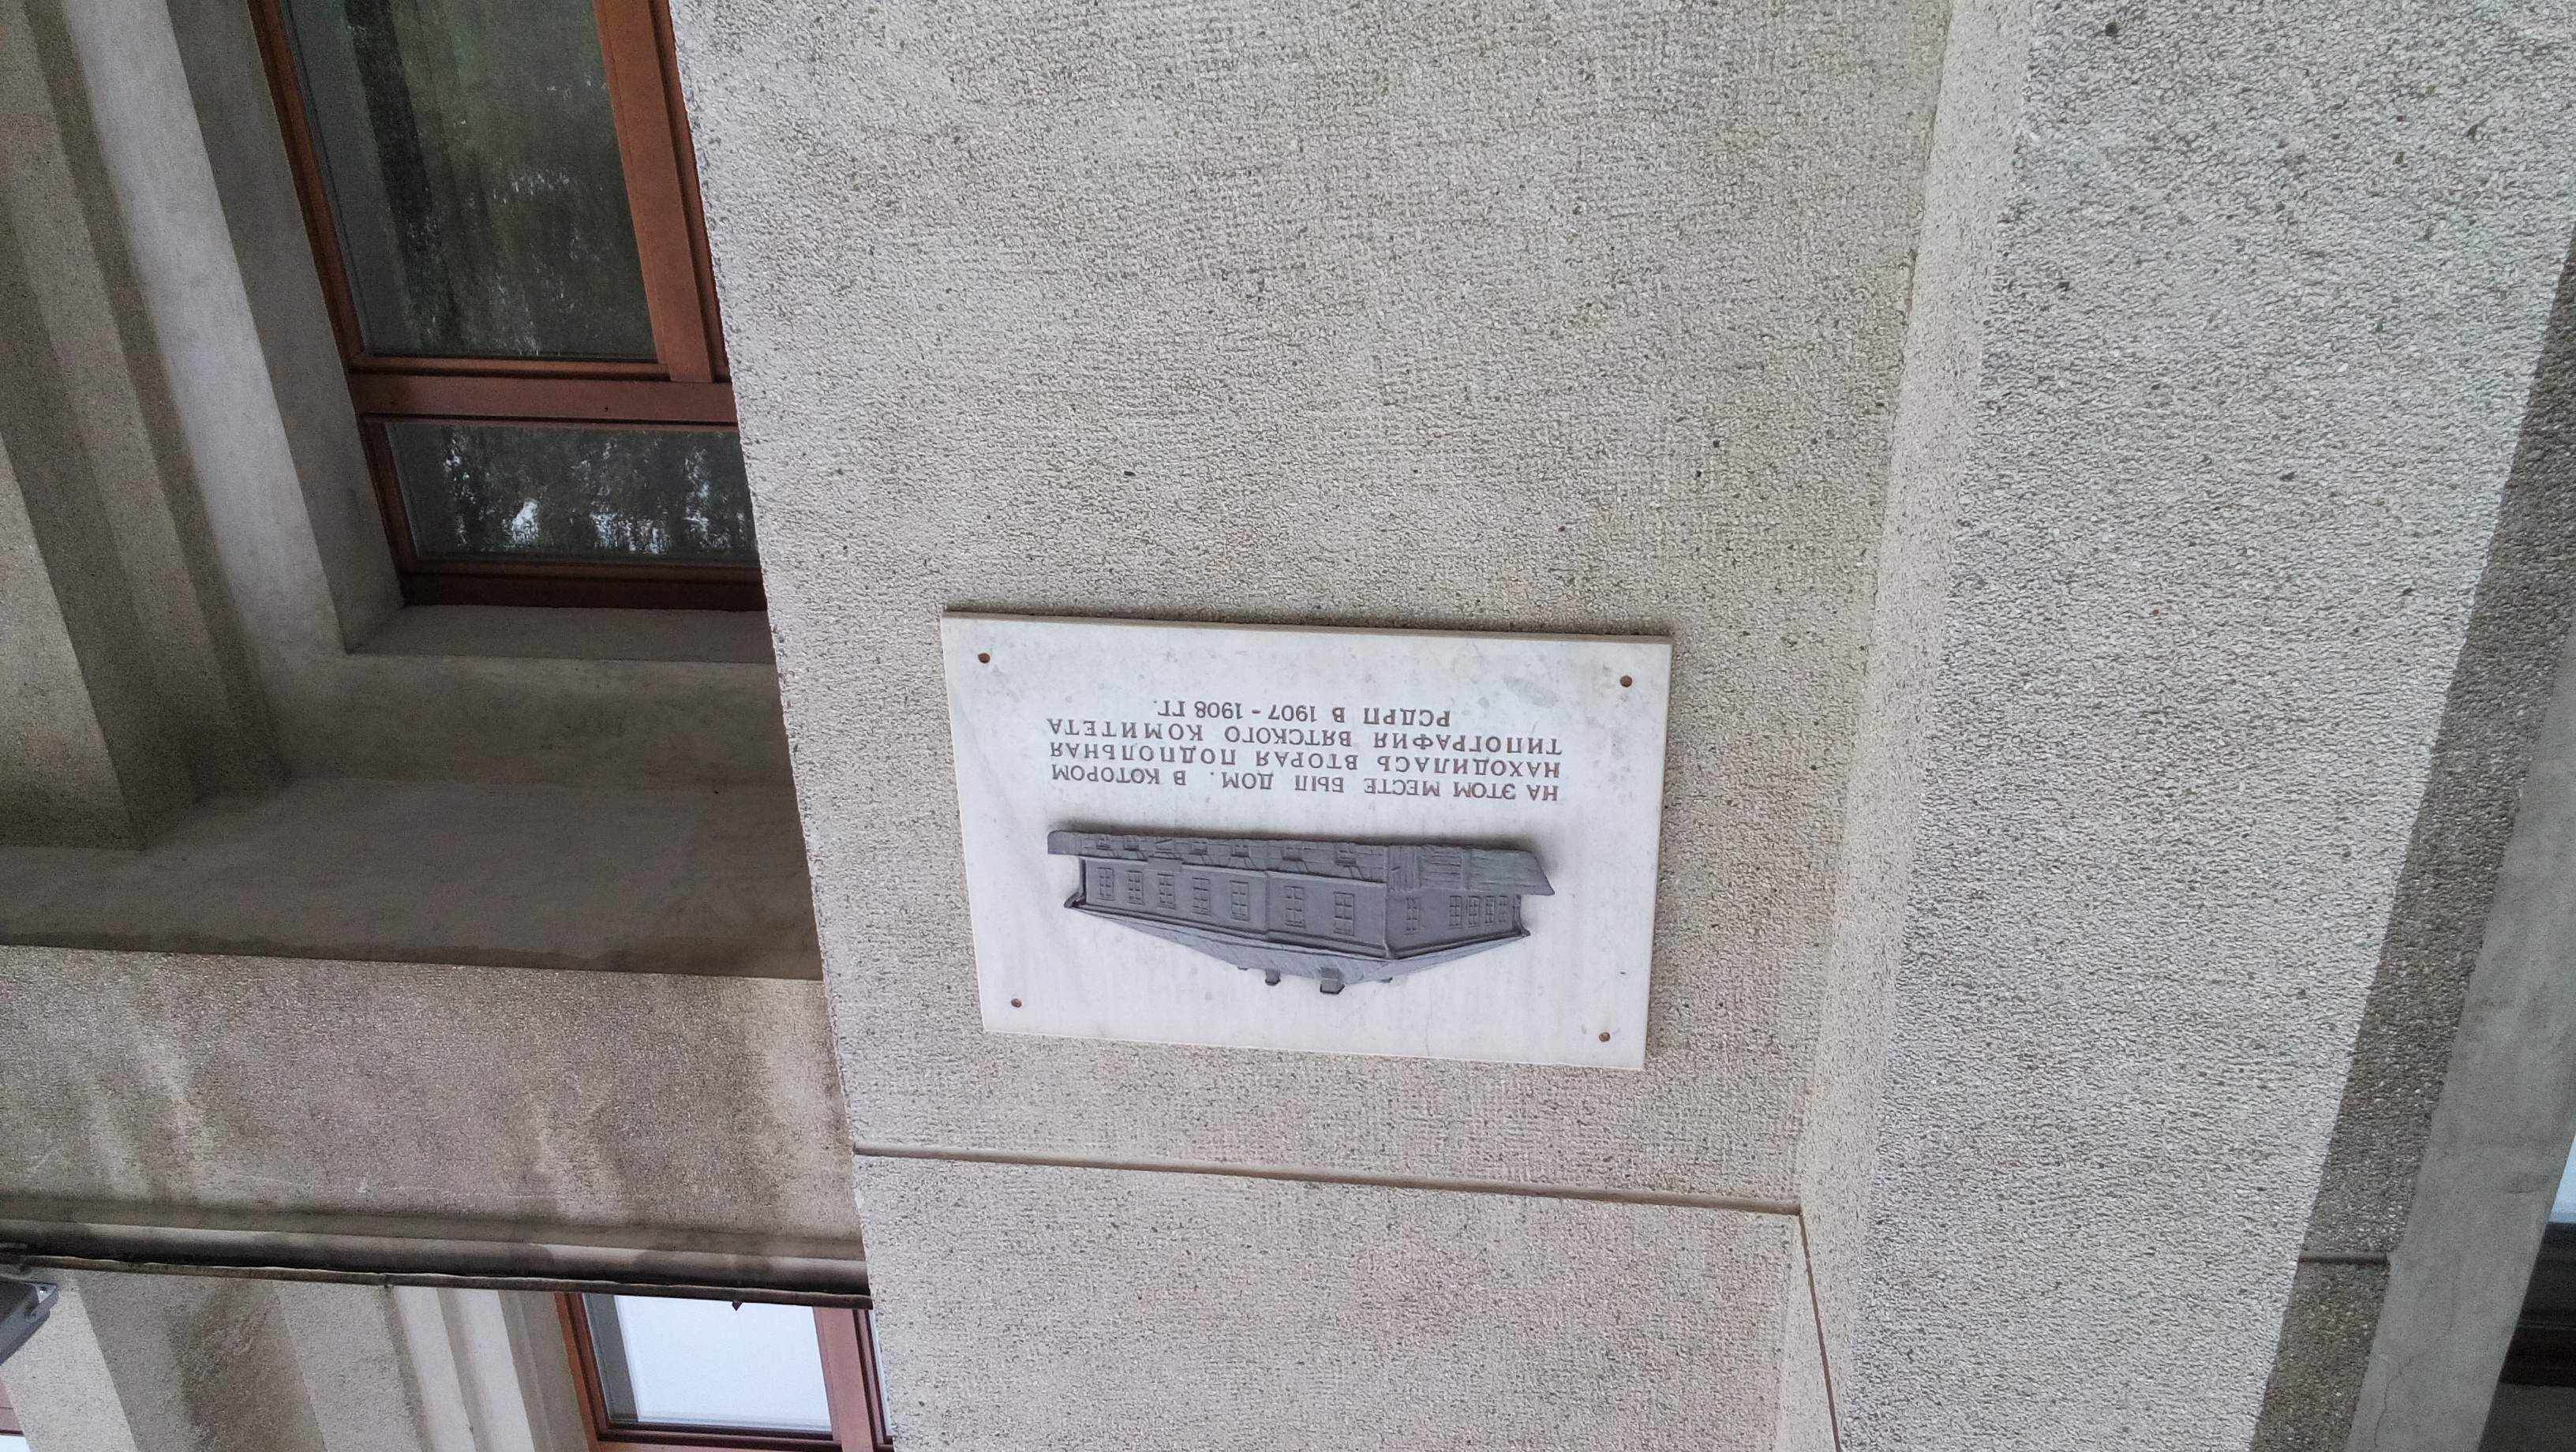 НА ЭТОМ МЕСТЕ БЫЛ ДОМ. В КОТОРОМ
НАХОДИЛАСЬ ВТОРАЯ ПОДПОЛЬНАЯ
ТИПОГРАФИЯ ВЯТСКОГО КОМИТЕТА
РСДРП В 1907 - 1908 ГГ.